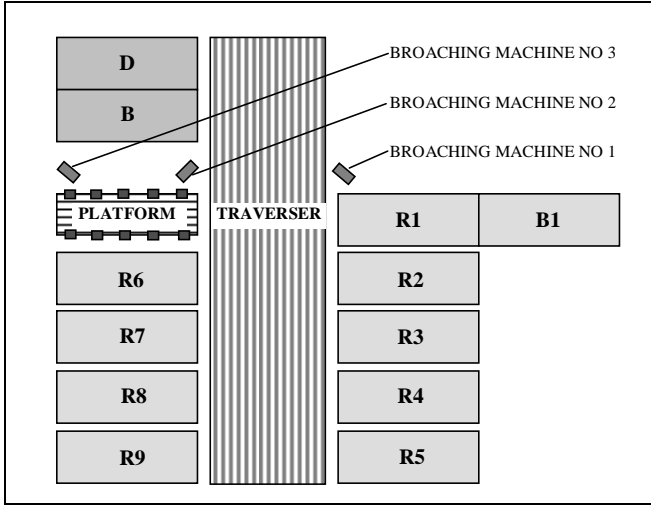 D
BROACHING MACHINE NO 3
B
BROACHING MACHINE NO 2
BROACHING MACHINE NO 1
PLATFORM
TRAVERSER
R1
B1
R6
R2
R7
R3
R8
R4
R9
R5